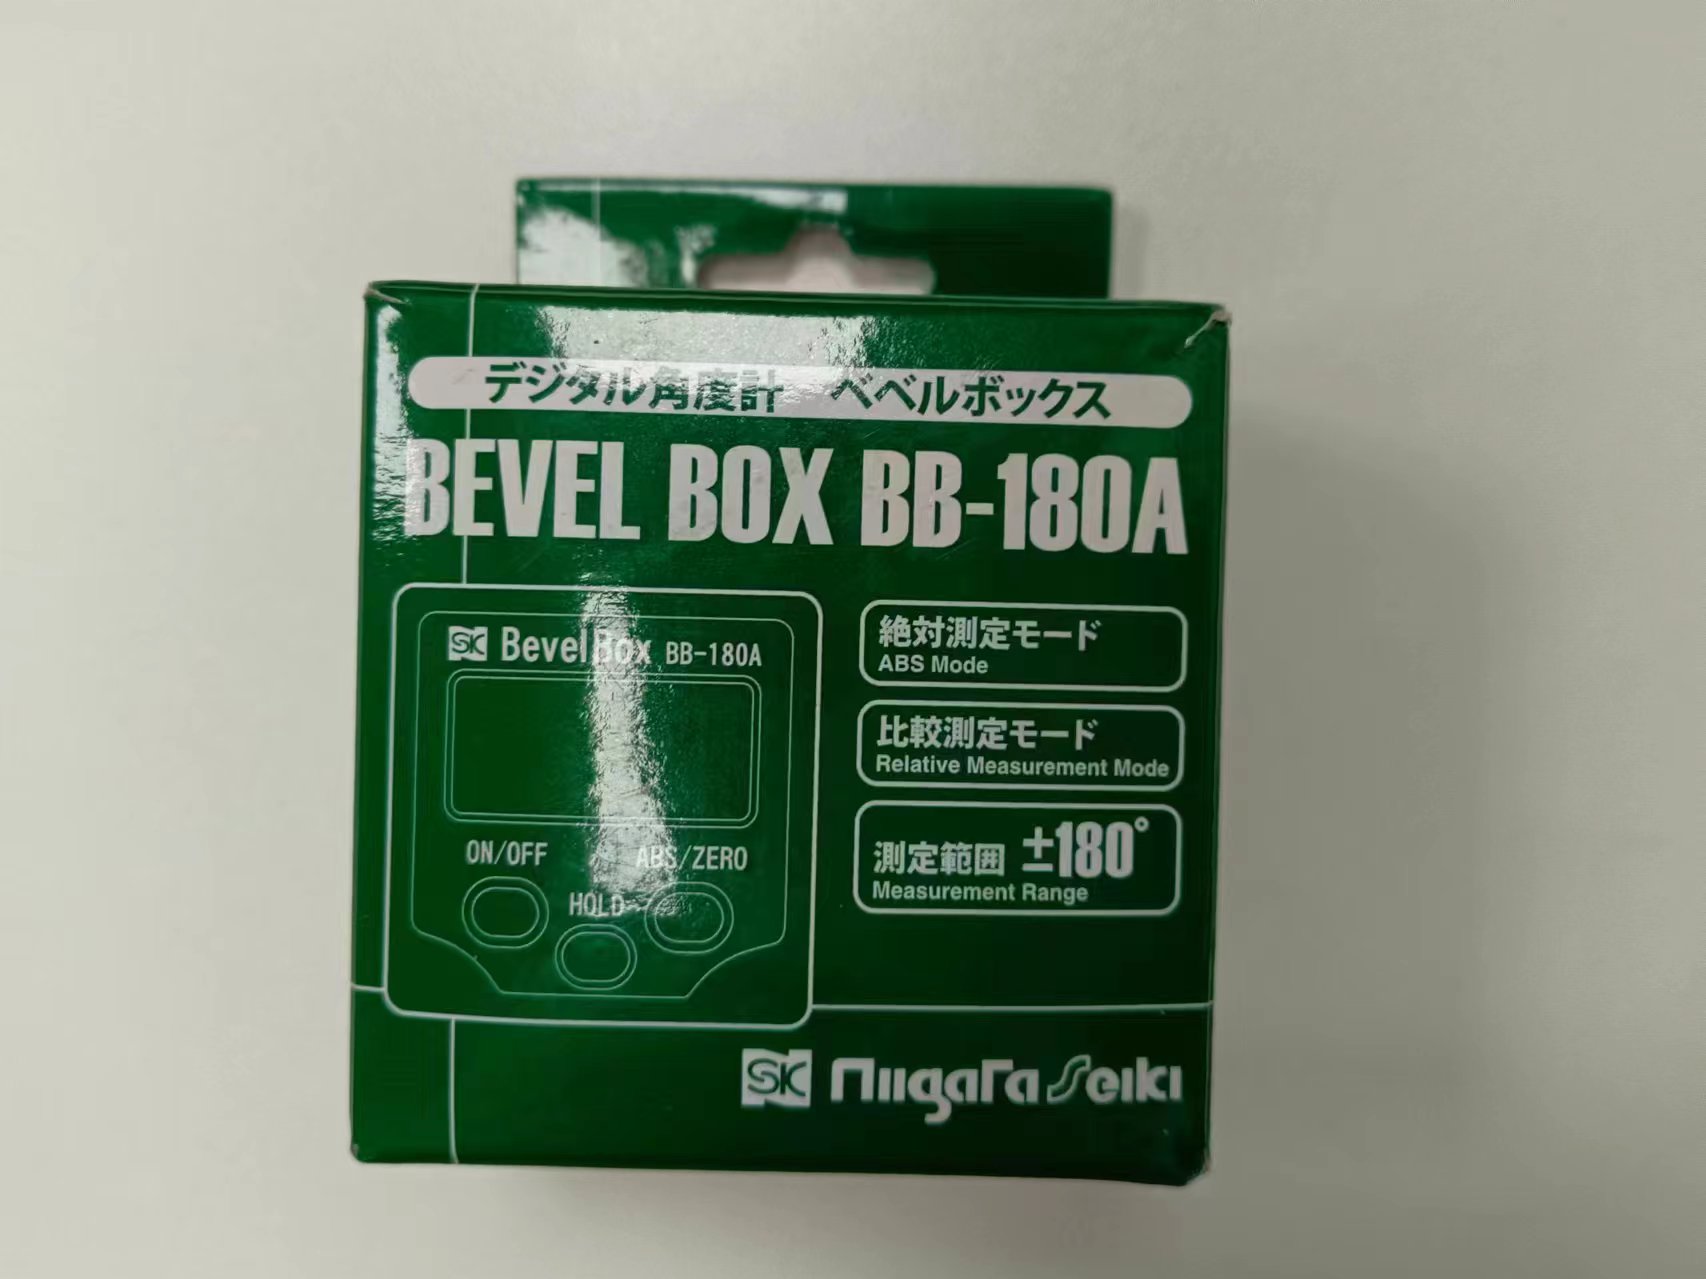 デジタル角度計 ベベルボックス
BEVEL BOX BB-180A
SK BevelBox BB-180A
ON/OFF
ABS/ZERO
HOLD
絶対測定モード
ABS Mode
比較測定モード
Relative Measurement Mode
測定範囲 ±180°
Measurement Range
SK Niigata Seiki